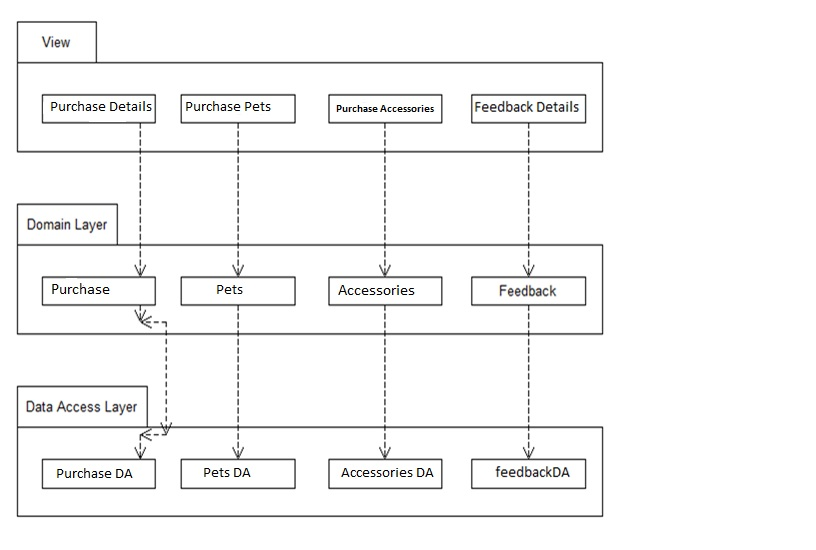 View
Purchase Details
Purchase Pets
Purchase Accessories
Feedback Details
Domain Layer
Purchase
Pets
Accessories
Feedback
Data Access Layer
Purchase DA
Pets DA
Accessories DA
feedbackDA